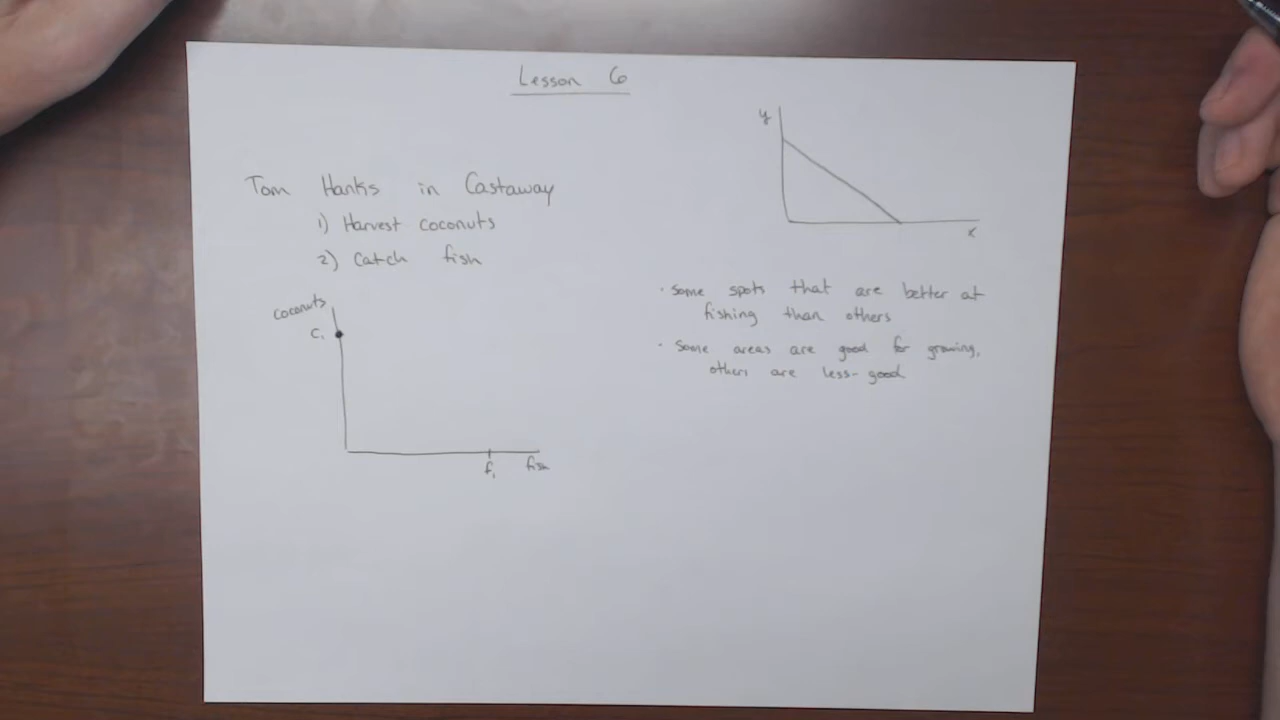 Lesson 6
Tom Hanks in Castaway
1) Harvest coconuts
2) Catch fish
coconuts
C₁
f₁
fish
y
x
· Some spots that are better at
fishing than others
· Some areas are good for growing,
others are less-good